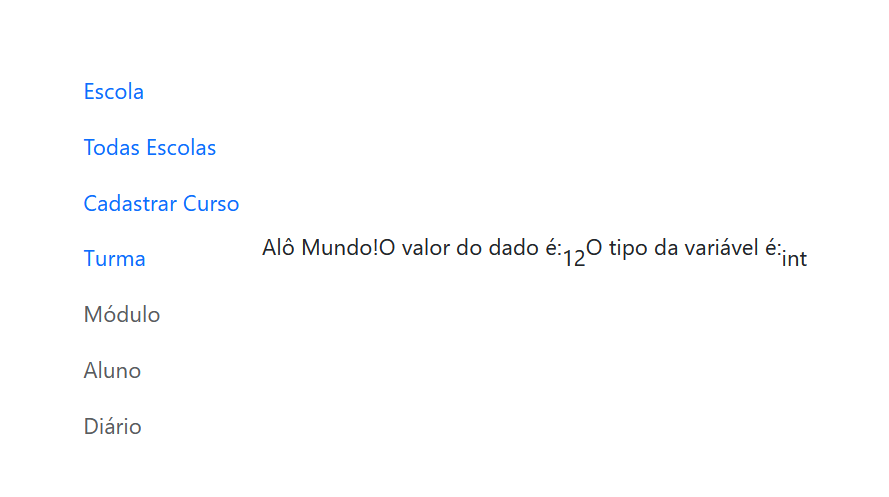 Escola
Todas Escolas
Cadastrar Curso
Turma
Módulo
Aluno
Diário
Alô Mundo!O valor do dado é:12O tipo da variável é:int